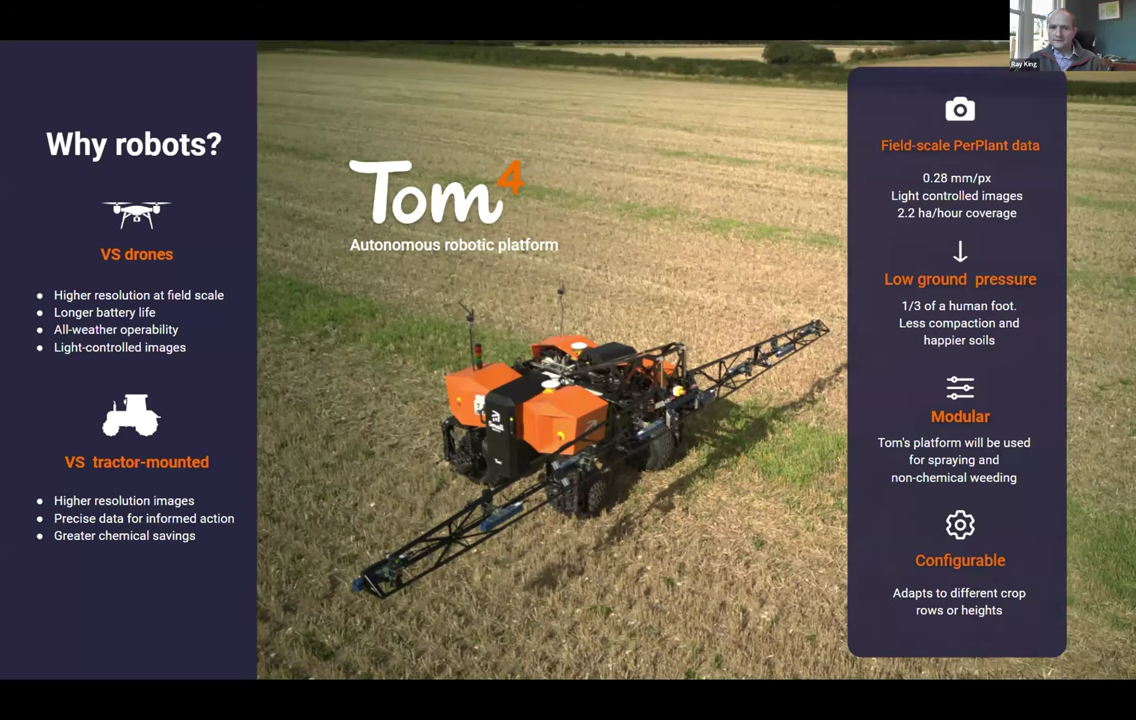 Ray King
Why robots?
VS drones
● Higher resolution at field scale
● Longer battery life
● All-weather operability
● Light-controlled images
VS tractor-mounted
● Higher resolution images
● Precise data for informed action
● Greater chemical savings
Tom4
Autonomous robotic platform
Field-scale PerPlant data
0.28 mm/px
Light controlled images
2.2 ha/hour coverage
Low ground pressure
1/3 of a human foot.
Less compaction and
happier soils
Modular
Tom's platform will be used
for spraying and
non-chemical weeding
Configurable
Adapts to different crop
rows or heights